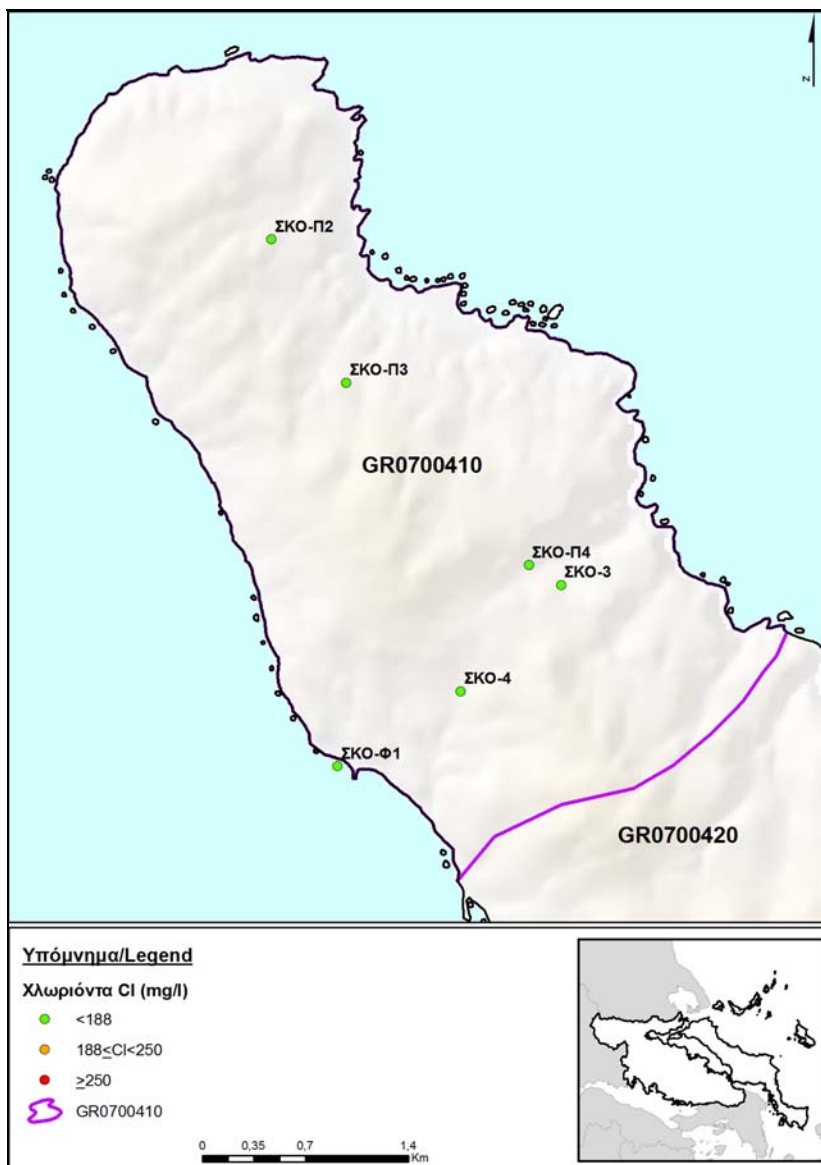 Z
ΣΚΟ-Π2
ΣΚΟ-Π3
GR0700410
ΣΚΟ-Π4
ΣΚΟ-3
ΣΚΟ-4
ΣΚΟ-Φ1
GR0700420
Υπόμνημα/Legend
Χλωριόντα Cl (mg/l)
<188
188≤Cl<250
≥250
GR0700410
0 0,35 0,7 1,4
Km